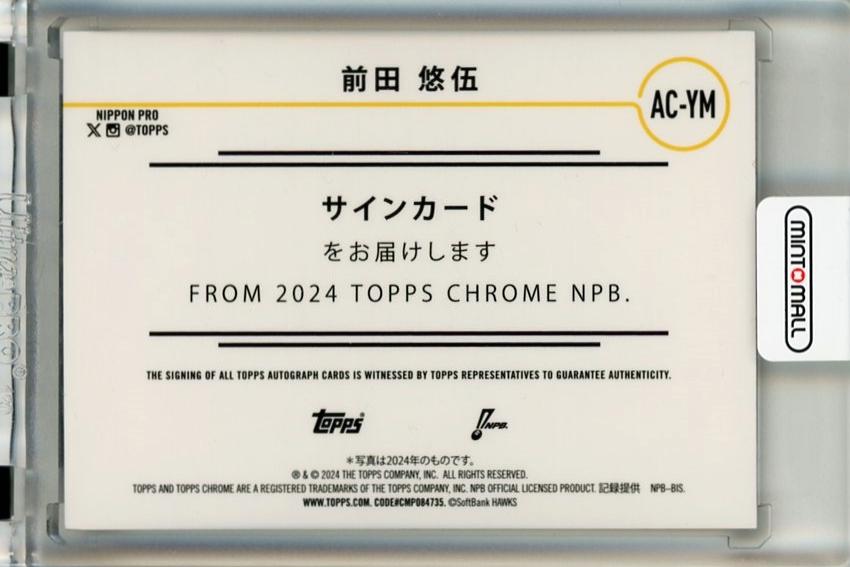 前田 悠伍
AC-YM
NIPPON PRO
@TOPPS
サインカード
をお届けします
FROM 2024 TOPPS CHROME NPB.
THE SIGNING OF ALL TOPPS AUTOGRAPH CARDS IS WITNESSED BY TOPPS REPRESENTATIVES TO GUARANTEE AUTHENTICITY.
Topps
NPB.
＊写真は2024年のものです。
® & © 2024 THE TOPPS COMPANY, INC. ALL RIGHTS RESERVED.
TOPPS AND TOPPS CHROME ARE A REGISTERED TRADEMARKS OF THE TOPPS COMPANY, INC. NPB OFFICIAL LICENSED PRODUCT. 記録提供 NPB-BIS.
WWW.TOPPS.COM. CODE#CMP084735. ©SoftBank HAWKS
MINTOMALL